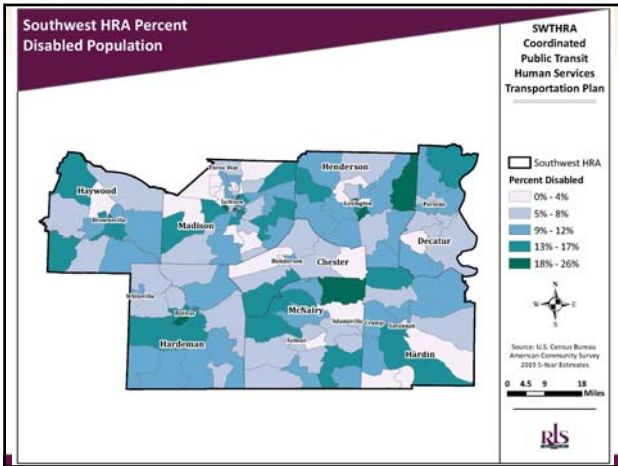 Southwest HRA Percent
Disabled Population
SWTHRA
Coordinated
Public Transit
Human Services
Transportation Plan
Southwest HRA
Percent Disabled
0% - 4%
5% - 8%
9% - 12%
13% - 17%
18% - 26%
N
W
E
S
Source: U.S. Census Bureau
American Community Survey
2019 5-Year Estimates
0 4.5 9 18
Miles
RLS
Three Way
Henderson
Haywood
Jackson
Lexington
Parsons
Brownsville
Madison
Decatur
Henderson
Chester
Whiteville
Bolivar
McNairy
Adamsville
Crump
Savannah
Selmer
Hardeman
Hardin